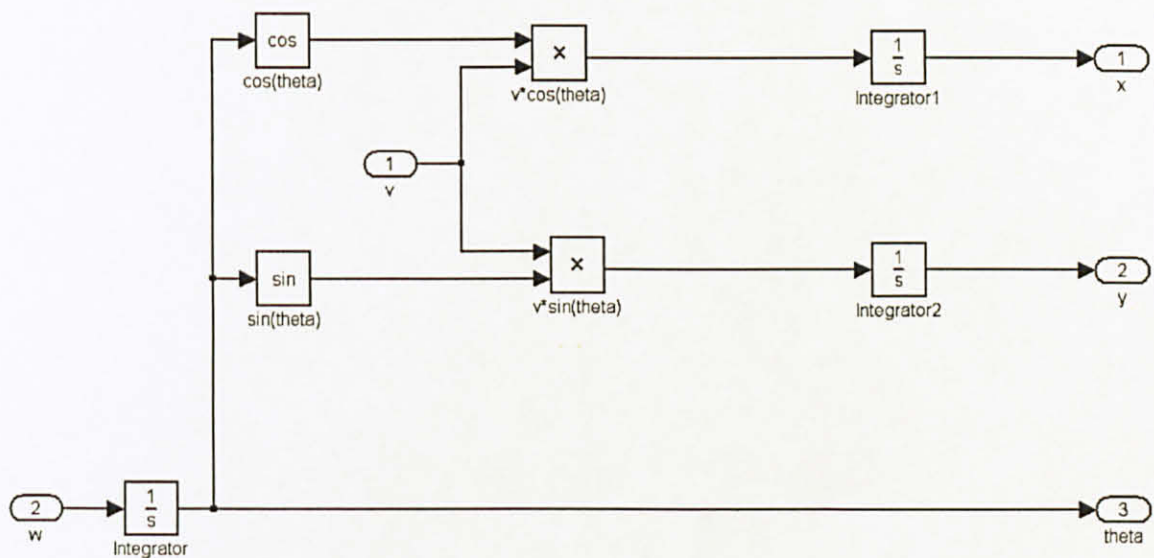 cos
cos(theta)
×
v*cos(theta)
1
s
Integrator1
1
x
1
v
sin
sin(theta)
×
v*sin(theta)
1
s
Integrator2
2
y
2
w
1
s
Integrator
3
theta